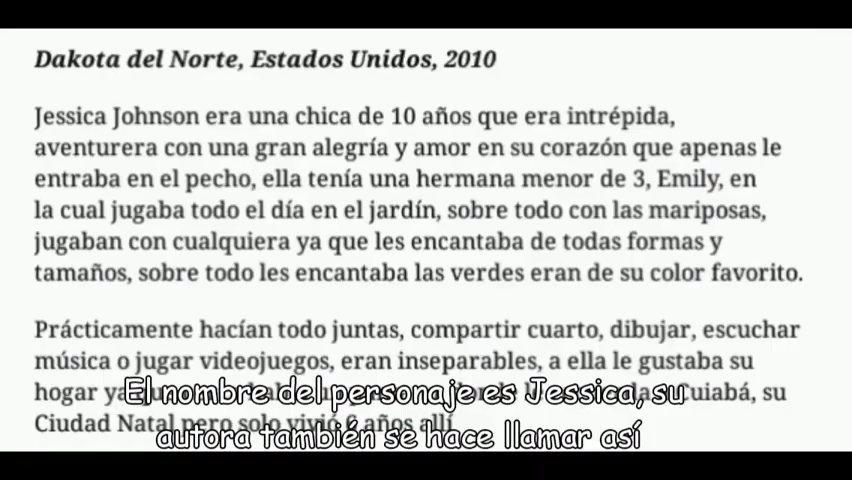 Dakota del Norte, Estados Unidos, 2010
Jessica Johnson era una chica de 10 años que era intrépida,
aventurera con una gran alegría y amor en su corazón que apenas le
entraba en el pecho, ella tenía una hermana menor de 3, Emily, en
la cual jugaba todo el día en el jardín, sobre todo con las mariposas,
jugaban con cualquiera ya que les encantaba de todas formas y
tamaños, sobre todo les encantaba las verdes eran de su color favorito.
Prácticamente hacían todo juntas, compartir cuarto, dibujar, escuchar
música o jugar videojuegos, eran inseparables, a ella le gustaba su
hogar Cuiabá, su
El nombre del personaje es Jessica, su
Ciudad Natal pero solo vivió 6 años allí
autora también se hace llamar así